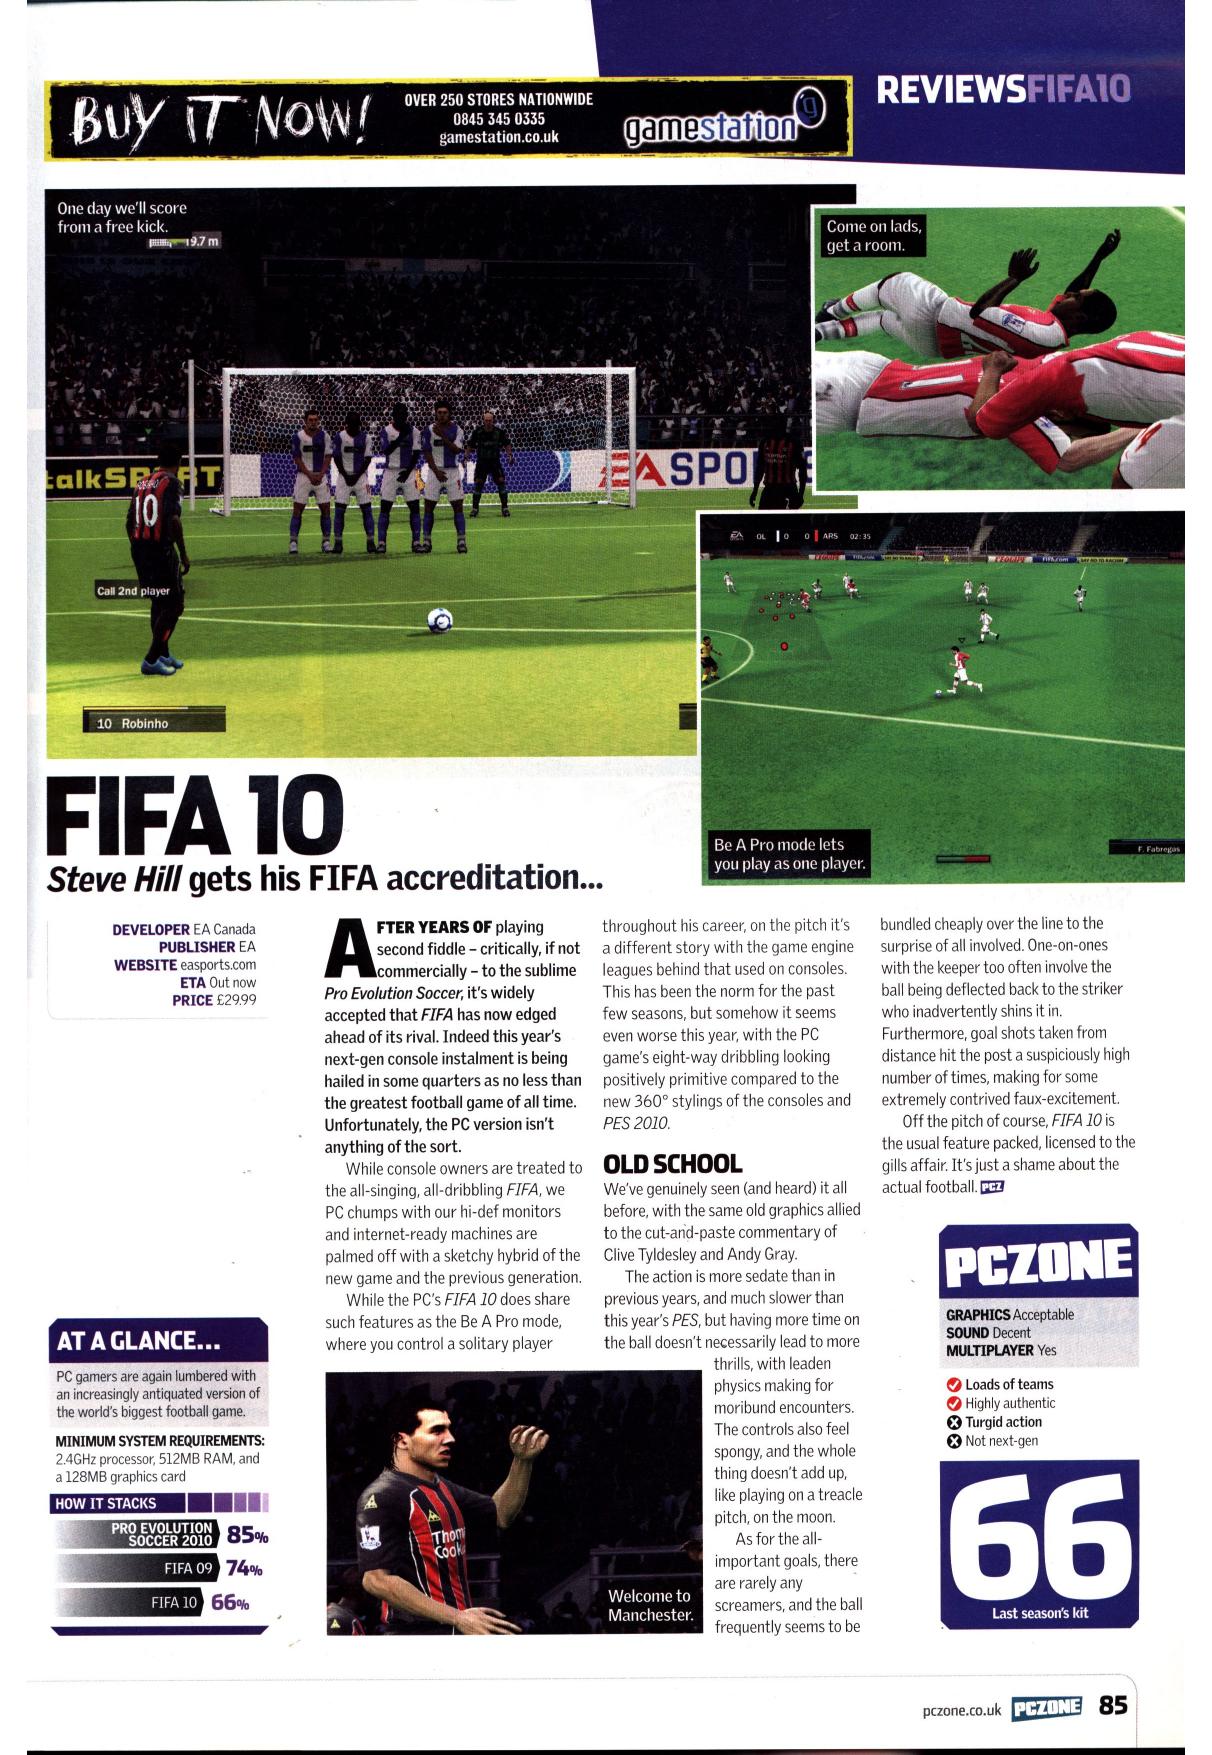 BUY IT NOW!
OVER 250 STORES NATIONWIDE
0845 345 0335
gamestation.co.uk
gamestation
REVIEWSFIFA10
One day we'll score
from a free kick.
19.7 m
talkSPORT
EA SPORTS
10
Call 2nd player
10 Robinho
Come on lads,
get a room.
OL 0 0 ARS 02:35
Be A Pro mode lets
you play as one player.
F. Fabregas
FIFA 10
Steve Hill gets his FIFA accreditation...
DEVELOPER EA Canada
PUBLISHER EA
WEBSITE easports.com
ETA Out now
PRICE £29.99
AFTER YEARS OF playing
second fiddle – critically, if not
commercially – to the sublime
Pro Evolution Soccer, it's widely
accepted that FIFA has now edged
ahead of its rival. Indeed this year's
next-gen console instalment is being
hailed in some quarters as no less than
the greatest football game of all time.
Unfortunately, the PC version isn't
anything of the sort.
While console owners are treated to
the all-singing, all-dribbling FIFA, we
PC chumps with our hi-def monitors
and internet-ready machines are
palmed off with a sketchy hybrid of the
new game and the previous generation.
While the PC's FIFA 10 does share
such features as the Be A Pro mode,
where you control a solitary player
throughout his career, on the pitch it's
a different story with the game engine
leagues behind that used on consoles.
This has been the norm for the past
few seasons, but somehow it seems
even worse this year, with the PC
game's eight-way dribbling looking
positively primitive compared to the
new 360° stylings of the consoles and
PES 2010.
OLD SCHOOL
We've genuinely seen (and heard) it all
before, with the same old graphics allied
to the cut-and-paste commentary of
Clive Tyldesley and Andy Gray.
The action is more sedate than in
previous years, and much slower than
this year's PES, but having more time on
the ball doesn't necessarily lead to more
thrills, with leaden
physics making for
moribund encounters.
The controls also feel
spongy, and the whole
thing doesn't add up,
like playing on a treacle
pitch, on the moon.
As for the all-
important goals, there
are rarely any
screamers, and the ball
frequently seems to be
bundled cheaply over the line to the
surprise of all involved. One-on-ones
with the keeper too often involve the
ball being deflected back to the striker
who inadvertently shins it in.
Furthermore, goal shots taken from
distance hit the post a suspiciously high
number of times, making for some
extremely contrived faux-excitement.
Off the pitch of course, FIFA 10 is
the usual feature packed, licensed to the
gills affair. It's just a shame about the
actual football. PCZ
Thomas
Cook
Welcome to
Manchester.
AT A GLANCE...
PC gamers are again lumbered with
an increasingly antiquated version of
the world's biggest football game.
MINIMUM SYSTEM REQUIREMENTS:
2.4GHz processor, 512MB RAM, and
a 128MB graphics card
HOW IT STACKS
PRO EVOLUTION
SOCCER 2010 85%
FIFA 09 74%
FIFA 10 66%
PCZONE
GRAPHICS Acceptable
SOUND Decent
MULTIPLAYER Yes
Loads of teams
Highly authentic
Turgid action
Not next-gen
66
Last season's kit
pczone.co.uk PCZONE 85